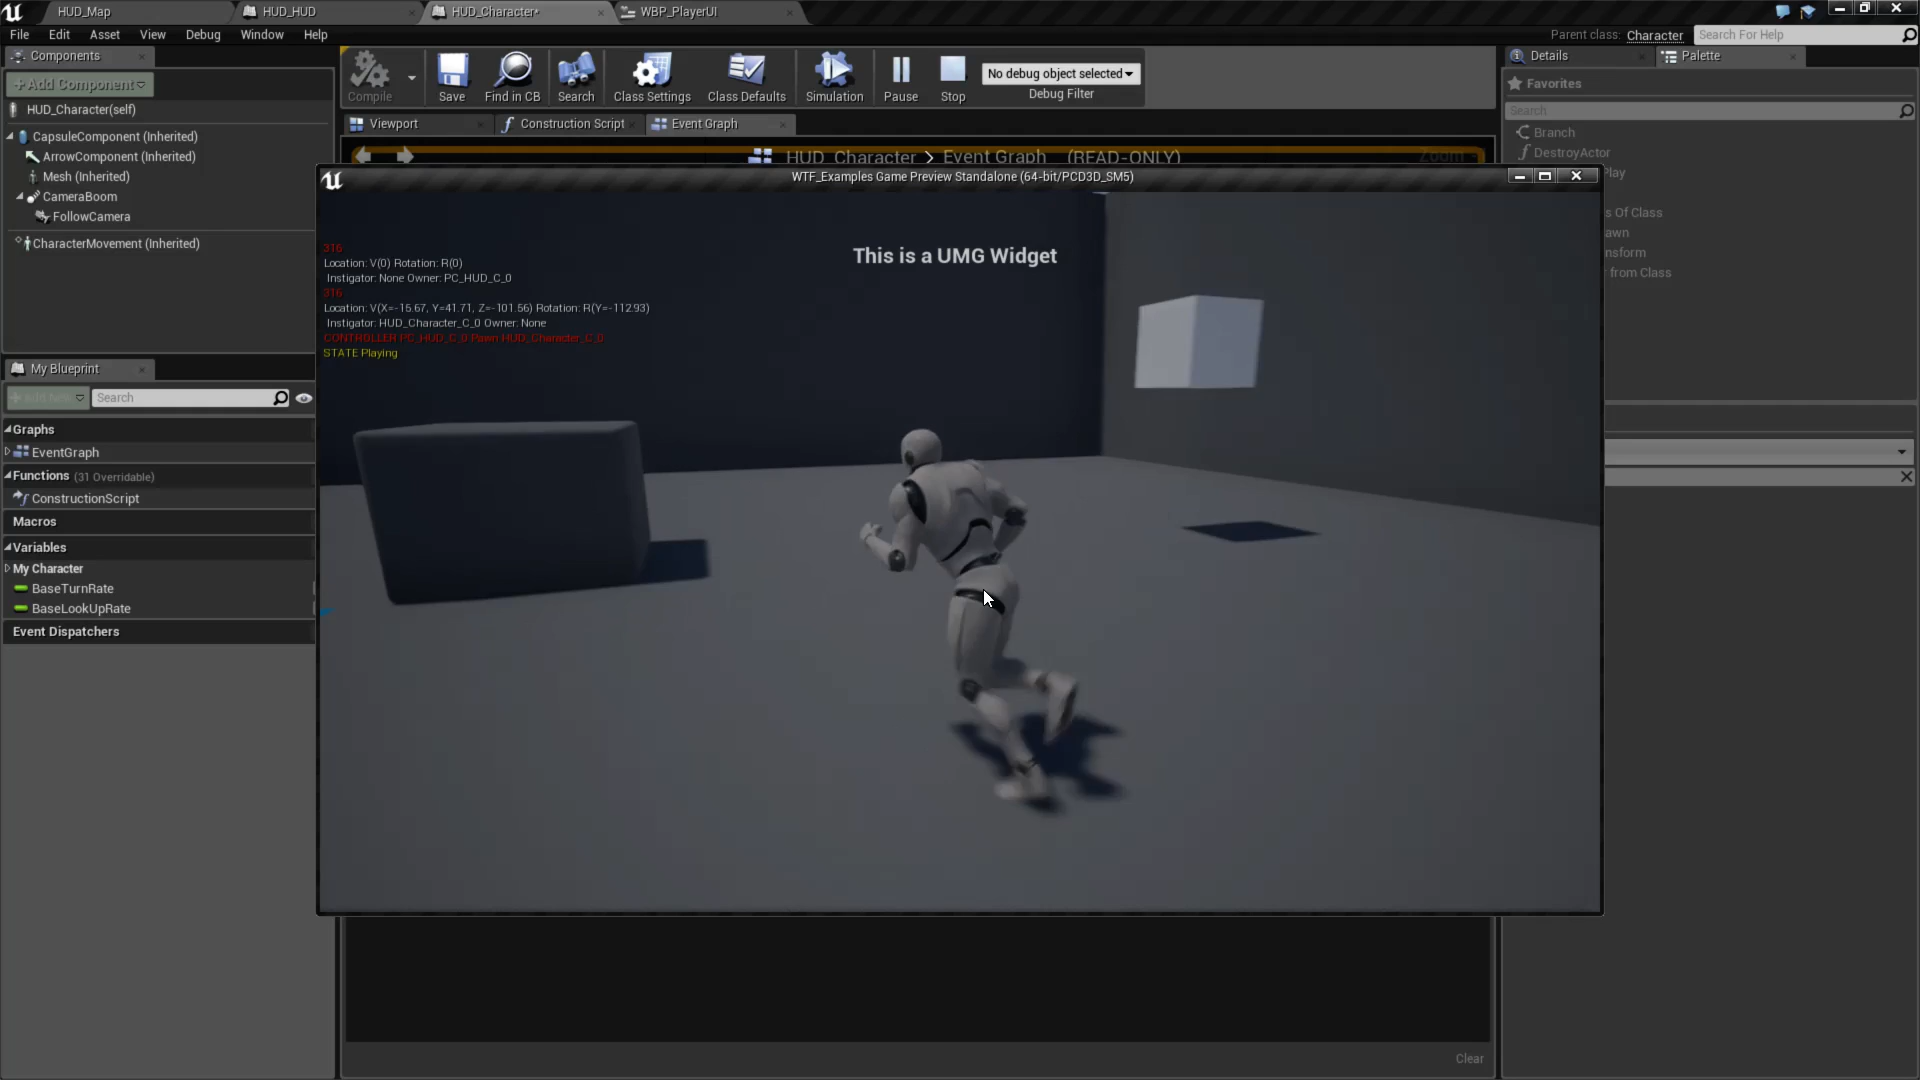 HUD_Map
HUD_HUD
HUD_Character*
WBP_PlayerUI
File Edit Asset View Debug Window Help
Parent class: Character
Search For Help
Components
+Add Component
HUD_Character(self)
CapsuleComponent (Inherited)
ArrowComponent (Inherited)
Mesh (Inherited)
CameraBoom
FollowCamera
CharacterMovement (Inherited)
Compile
Save
Find in CB
Search
Class Settings
Class Defaults
Simulation
Pause
Stop
No debug object selected
Debug Filter
Viewport
Construction Script
Event Graph
HUD_Character > Event Graph (READ-ONLY)
Zoom
WTF_Examples Game Preview Standalone (64-bit/PCD3D_SM5)
This is a UMG Widget
316
Location: V(0) Rotation: R(0)
Instigator: None Owner: PC_HUD_C_0
316
Location: V(X=-15.67, Y=41.71, Z=-101.56) Rotation: R(Y=-112.93)
Instigator: HUD_Character_C_0 Owner: None
CONTROLLER PC_HUD_C_0 Pawn HUD_Character_C_0
STATE Playing
My Blueprint
+ Add New
Search
Graphs
EventGraph
Functions (31 Overridable)
ConstructionScript
Macros
Variables
My Character
BaseTurnRate
BaseLookUpRate
Event Dispatchers
Details
Palette
Favorites
Search
Branch
DestroyActor
Play
s Of Class
awn
ansform
r from Class
Clear